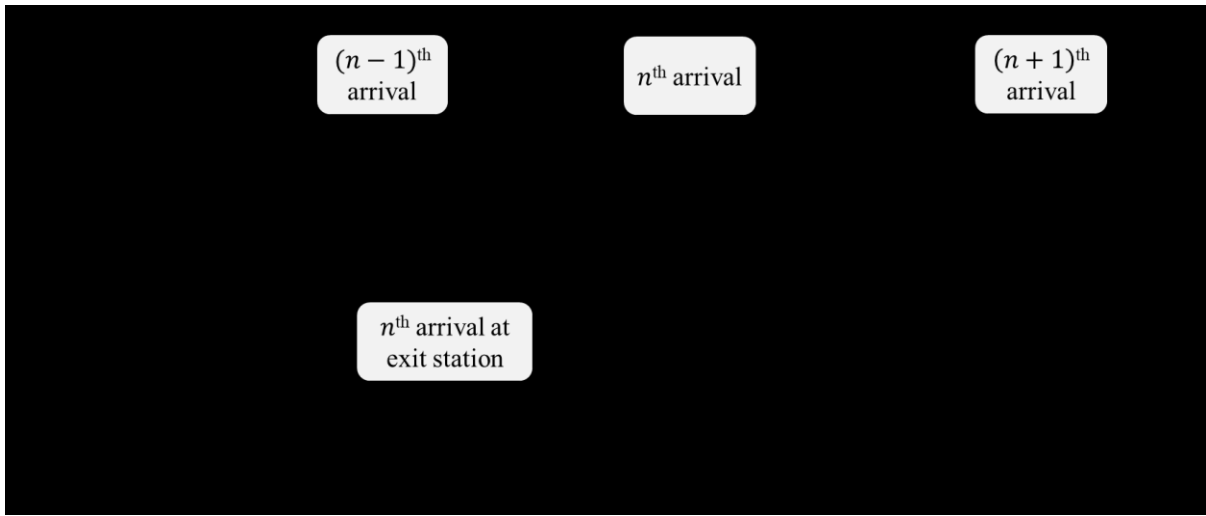 (n − 1)ᵗʰ
arrival
nᵗʰ arrival
(n + 1)ᵗʰ
arrival
nᵗʰ arrival at
exit station